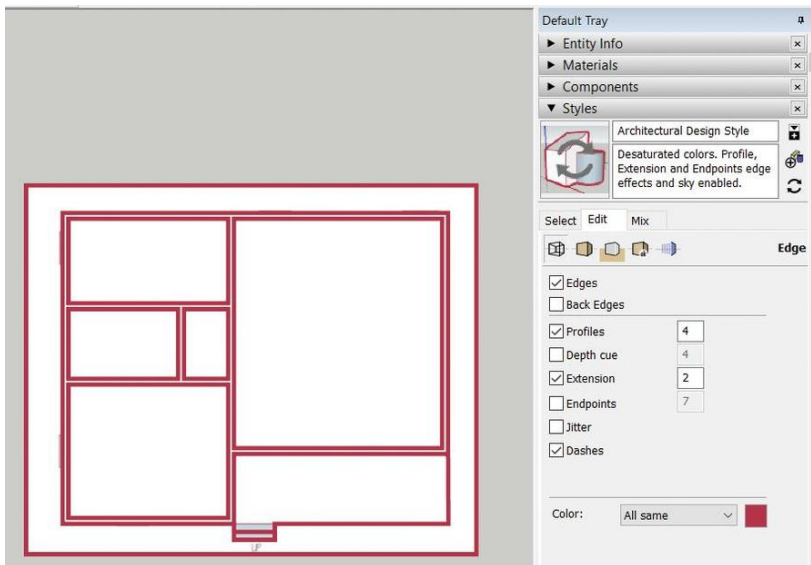 Default Tray
Entity Info
Materials
Components
Styles
Architectural Design Style
Desaturated colors. Profile,
Extension and Endpoints edge
effects and sky enabled.
Select Edit Mix
Edge
Edges
Back Edges
Profiles 4
Depth cue 4
Extension 2
Endpoints 7
Jitter
Dashes
Color: All same
UP